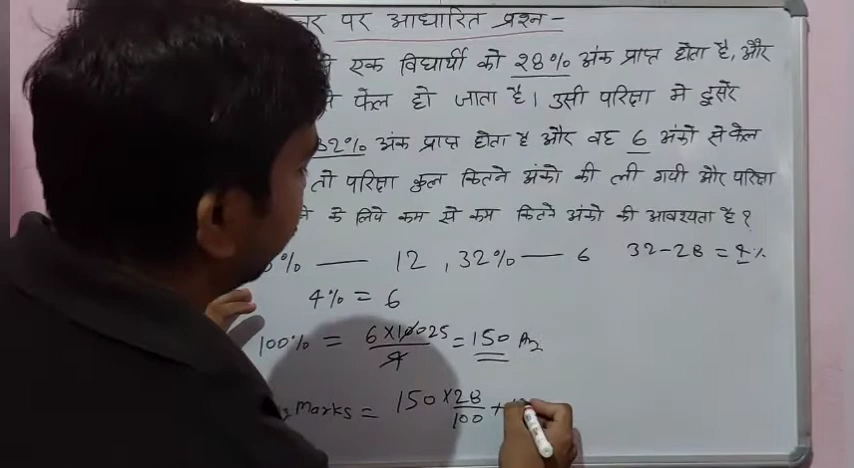 पर आधारित प्रश्न -
एक विद्यार्थी को 28% अंक प्राप्त होता है, और
फेल हो जाता है। उसी परिक्षा मे दुसरे
32% अंक प्राप्त होता है और वह 6 अंको से फेल
तो परिक्षा कुल कितने अंको की ली गयी और परिक्षा
के लिये कम से कम कितने अंको की आवश्यता है?
% — 12, 32% — 6 32-28 = 4%
4% = 6
100% = 6×100 25 / 4 = 150 Ans
Marks = 150 × 28/100 +